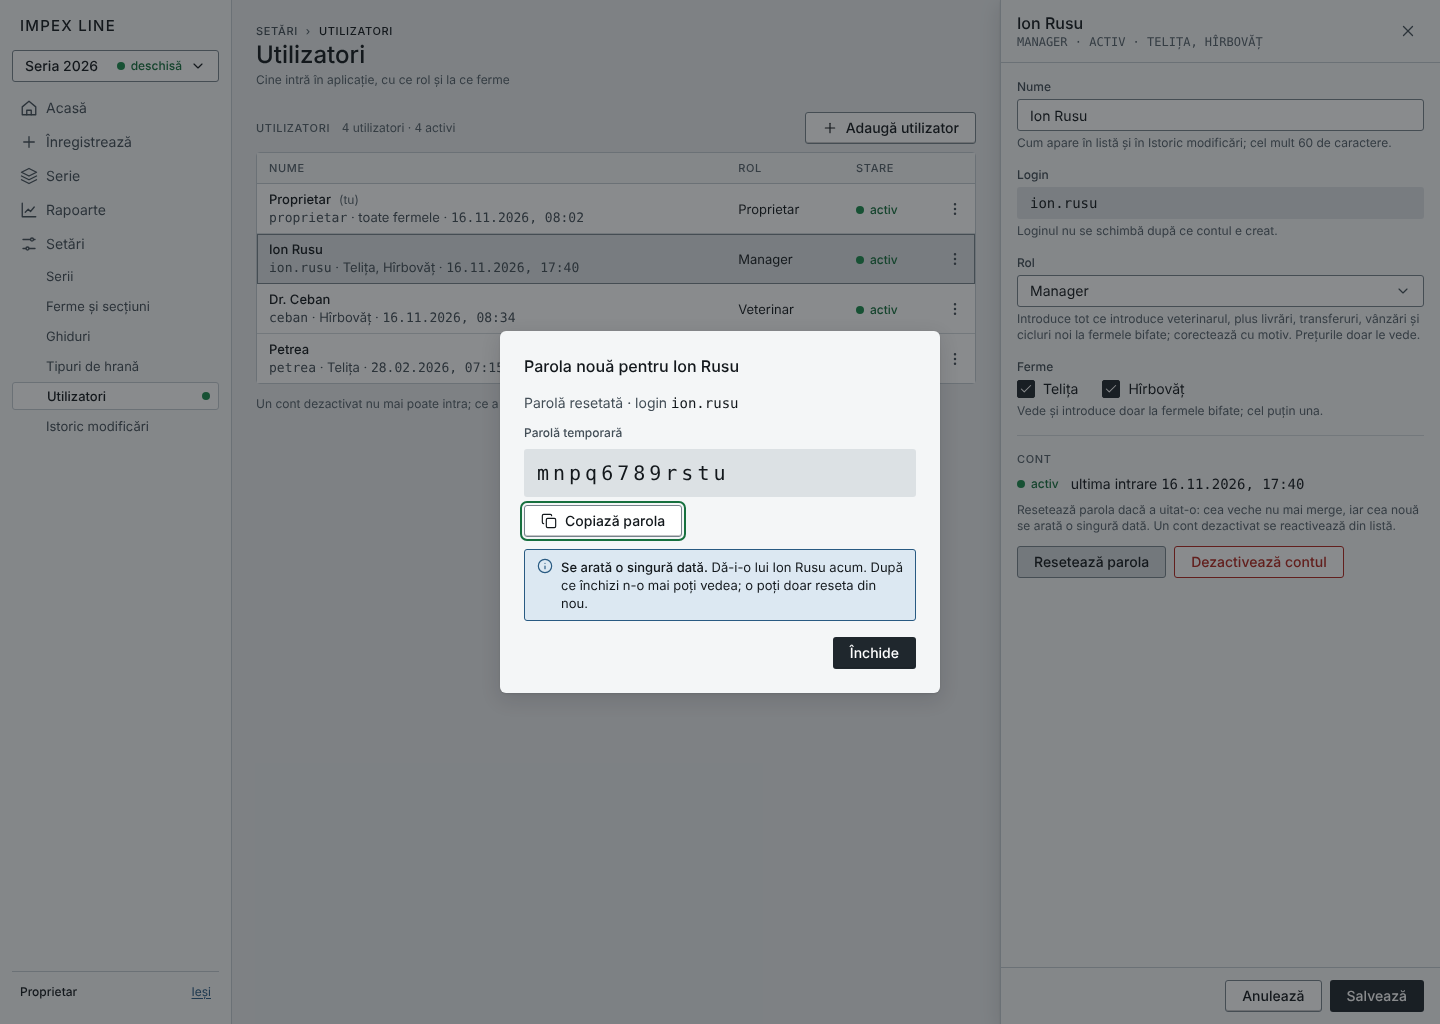 IMPEX LINE
Seria 2026 deschisă
Acasă
Înregistrează
Serie
Rapoarte
Setări
Serii
Ferme și secțiuni
Ghiduri
Tipuri de hrană
Utilizatori
Istoric modificări
Proprietar Ieși
SETĂRI › UTILIZATORI
Utilizatori
Cine intră în aplicație, cu ce rol și la ce ferme
UTILIZATORI 4 utilizatori · 4 activi
Adaugă utilizator
NUME ROL STARE
Proprietar (tu)
proprietar · toate fermele · 16.11.2026, 08:02
Proprietar activ
Ion Rusu
ion.rusu · Telița, Hîrbovăț · 16.11.2026, 17:40
Manager activ
Dr. Ceban
ceban · Hîrbovăț · 16.11.2026, 08:34
Veterinar activ
Petrea
petrea · Telița · 28.02.2026, 07:15
Un cont dezactivat nu mai poate intra; ce a
Parola nouă pentru Ion Rusu
Parolă resetată · login ion.rusu
Parolă temporară
mnpq6789rstu
Copiază parola
Se arată o singură dată. Dă-i-o lui Ion Rusu acum. După
ce închizi n-o mai poți vedea; o poți doar reseta din
nou.
Închide
Ion Rusu
MANAGER · ACTIV · TELIȚA, HÎRBOVĂȚ
Nume
Ion Rusu
Cum apare în listă și în Istoric modificări; cel mult 60 de caractere.
Login
ion.rusu
Loginul nu se schimbă după ce contul e creat.
Rol
Manager
Introduce tot ce introduce veterinarul, plus livrări, transferuri, vânzări și
cicluri noi la fermele bifate; corectează cu motiv. Prețurile doar le vede.
Ferme
Telița Hîrbovăț
Vede și introduce doar la fermele bifate; cel puțin una.
CONT
activ ultima intrare 16.11.2026, 17:40
Resetează parola dacă a uitat-o: cea veche nu mai merge, iar cea nouă
se arată o singură dată. Un cont dezactivat se reactivează din listă.
Resetează parola Dezactivează contul
Anulează Salvează